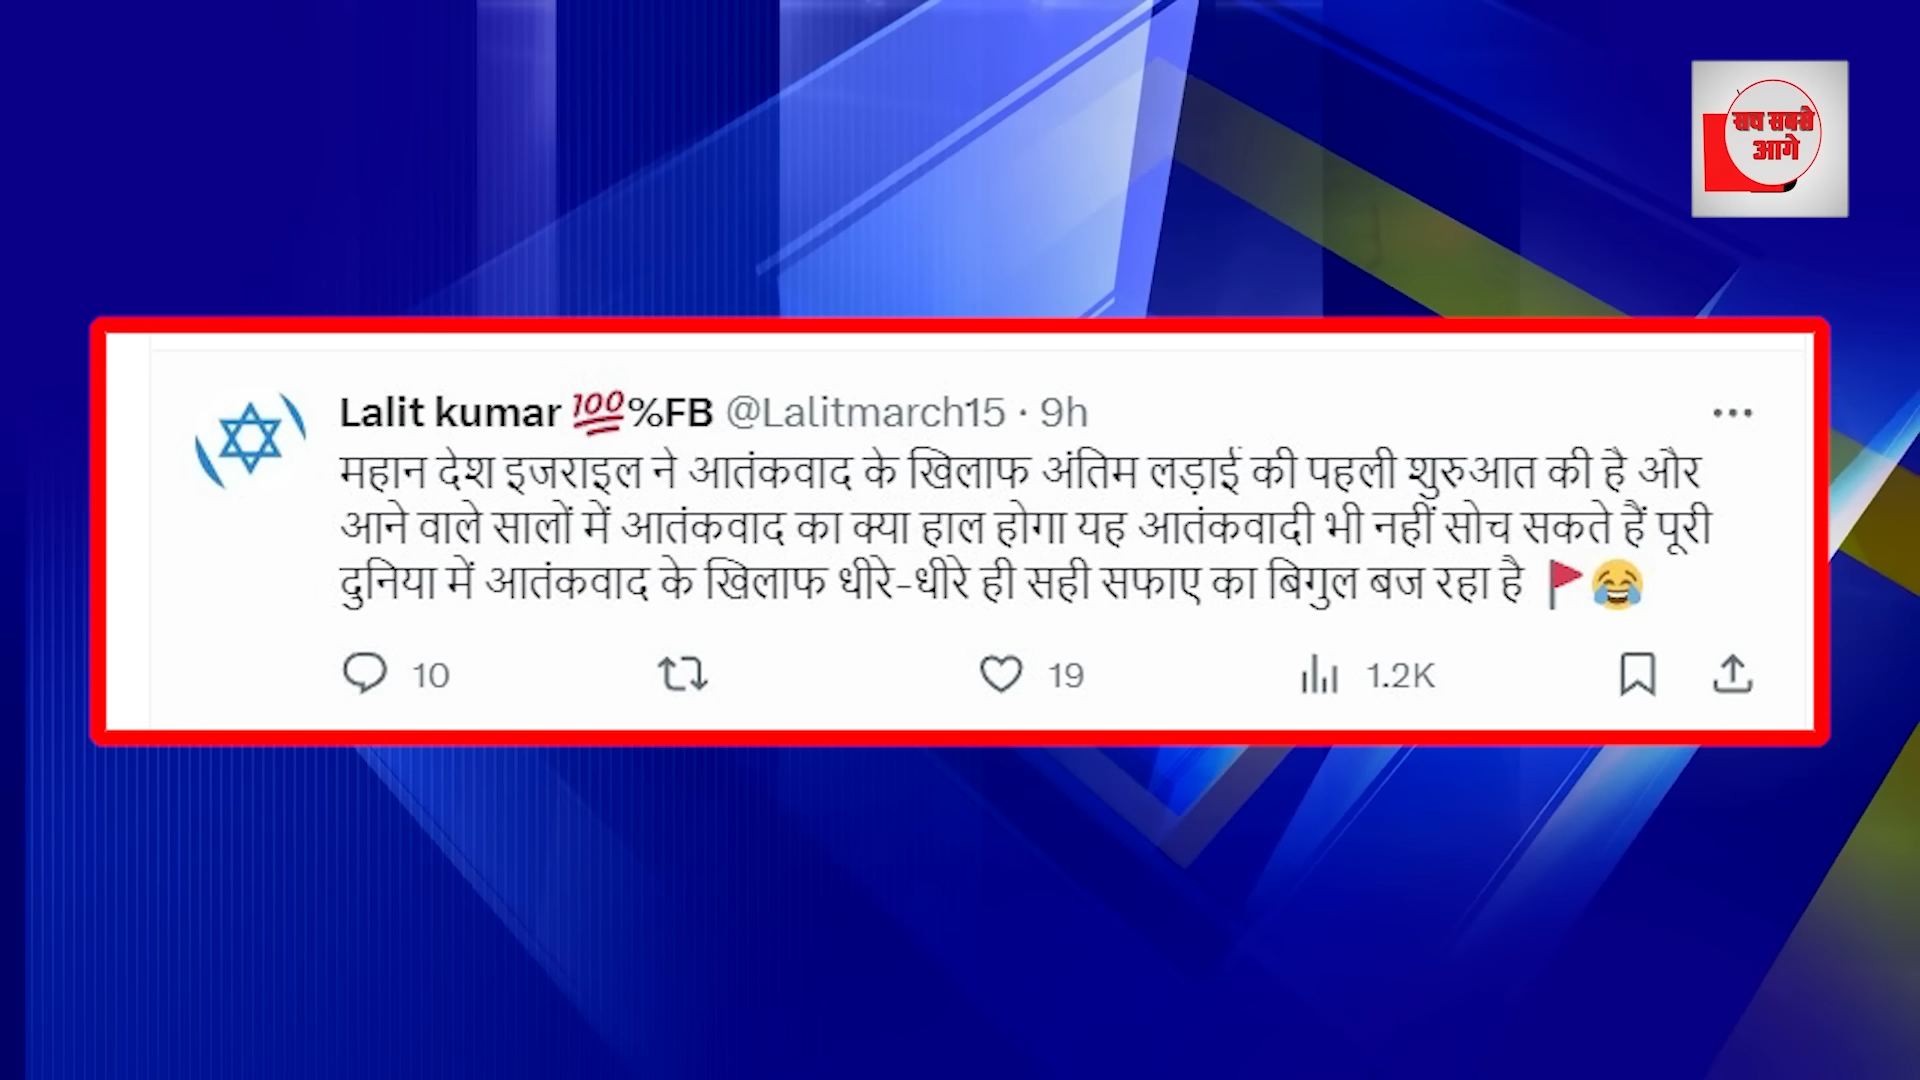 सच सबसे
आगे
Lalit kumar 💯%FB @Lalitmarch15 · 9h
महान देश इजराइल ने आतंकवाद के खिलाफ अंतिम लड़ाई की पहली शुरुआत की है और
आने वाले सालों में आतंकवाद का क्या हाल होगा यह आतंकवादी भी नहीं सोच सकते हैं पूरी
दुनिया में आतंकवाद के खिलाफ धीरे-धीरे ही सही सफाए का बिगुल बज रहा है 🚩😂
10 19 1.2K